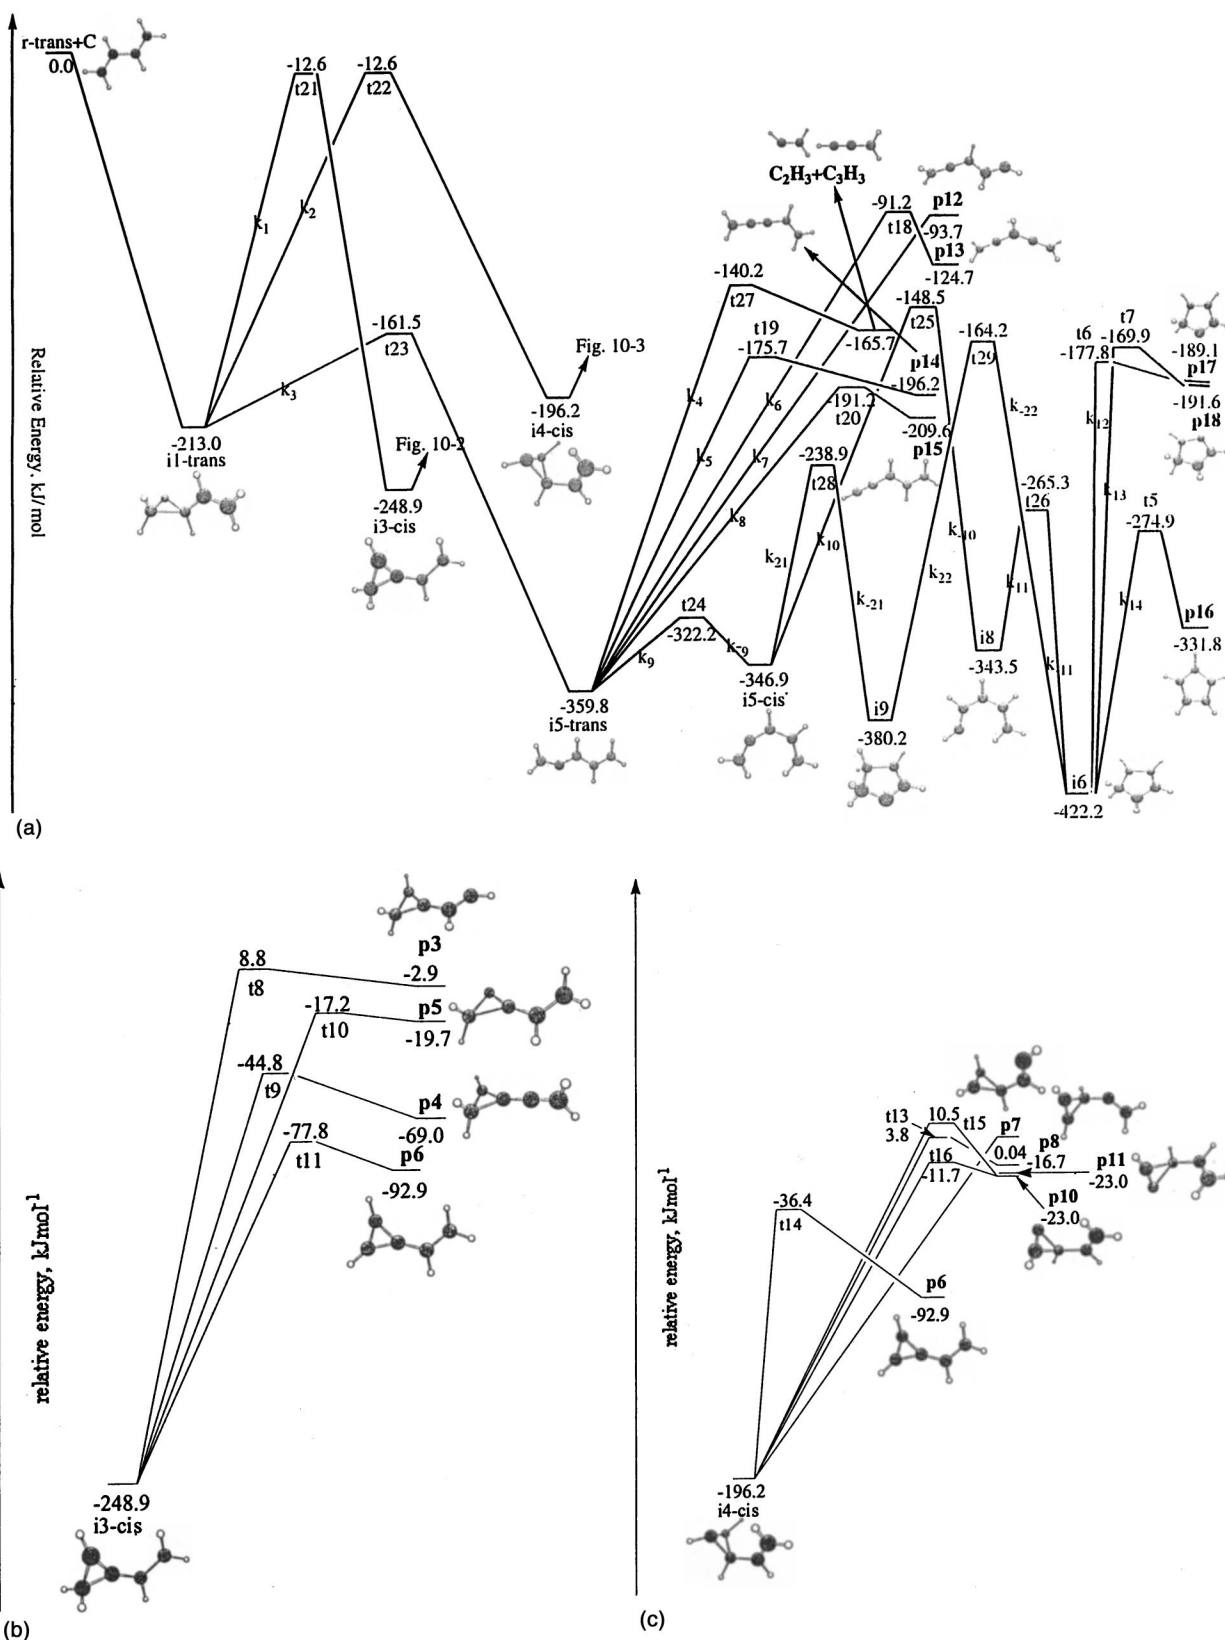 r-trans+C
0.0
-12.6
t21
-12.6
t22
k1
k2
-161.5
t23
k3
-213.0
i1-trans
Fig. 10-2
-248.9
i3-cis
Fig. 10-3
-196.2
i4-cis
C2H3+C3H3
-91.2
t18
p12
-93.7
p13
-124.7
-140.2
t27
-148.5
t25
-165.7
t19
-175.7
p14
-196.2
-191.2
t20
-209.6
p15
-164.2
t29
t7
t6
-169.9
-177.8
-189.1
p17
-191.6
p18
k4
k6
k5
k7
k8
k-22
k12
k13
-238.9
t28
-265.3
t26
t5
-274.9
k21
k10
k-21
k22
k-10
k11
k14
k-11
p16
-331.8
t24
-322.2
k9
k-9
-346.9
i5-cis
-359.8
i5-trans
i9
-380.2
i8
-343.5
i6
-422.2
Relative Energy. kJ/mol
(a)
p3
8.8
t8
-2.9
p5
-17.2
t10
-19.7
-44.8
t9
p4
-69.0
-77.8
t11
p6
-92.9
-248.9
i3-cis
relative energy, kJmol-1
(b)
t13
3.8
10.5
t15
p7
0.04
p8
-16.7
t16
-11.7
p11
-23.0
p10
-23.0
-36.4
t14
p6
-92.9
-196.2
i4-cis
relative energy, kJmol-1
(c)